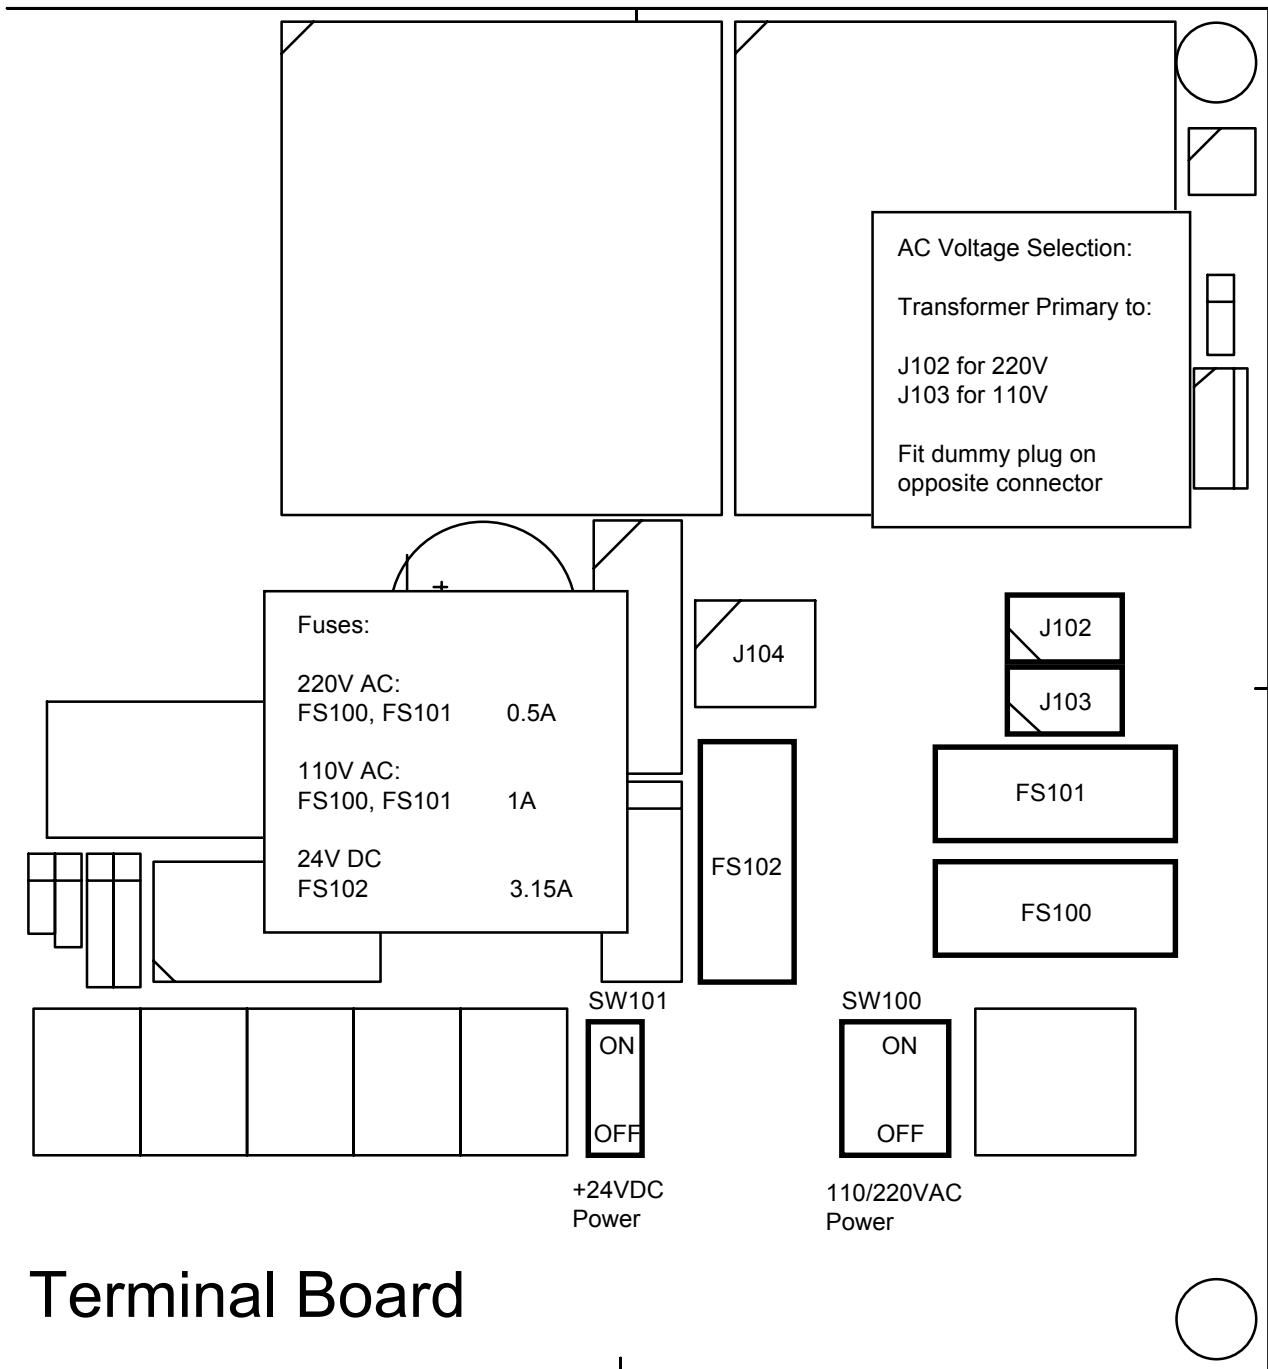 AC Voltage Selection:
Transformer Primary to:
J102 for 220V
J103 for 110V
Fit dummy plug on
opposite connector
+
Fuses:
220V AC:
FS100, FS101 0.5A
110V AC:
FS100, FS101 1A
24V DC
FS102 3.15A
J104
J102
J103
FS101
FS102
FS100
SW101
ON
OFF
+24VDC
Power
SW100
ON
OFF
110/220VAC
Power
Terminal Board